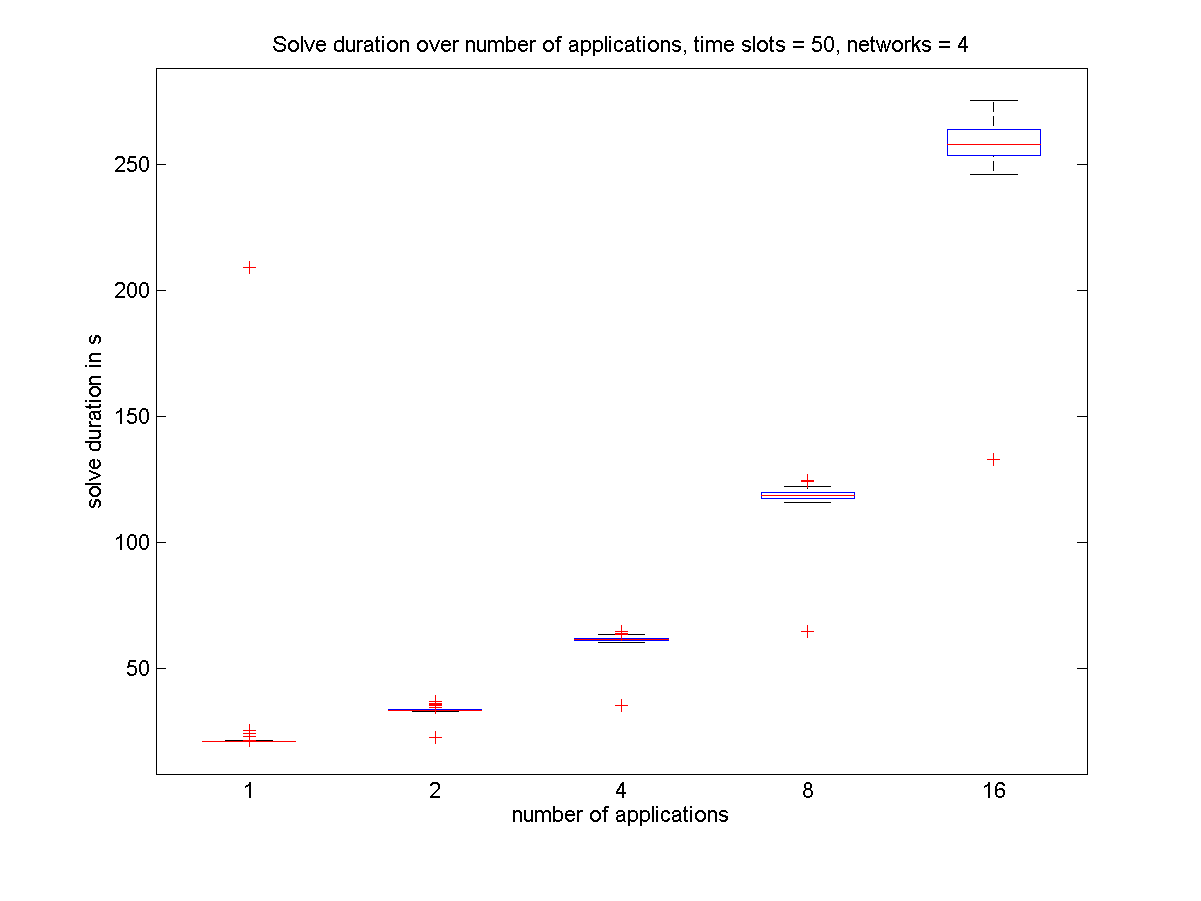 Solve duration over number of applications, time slots = 50, networks = 4
250
200
150
100
50
solve duration in s
1 2 4 8 16
number of applications